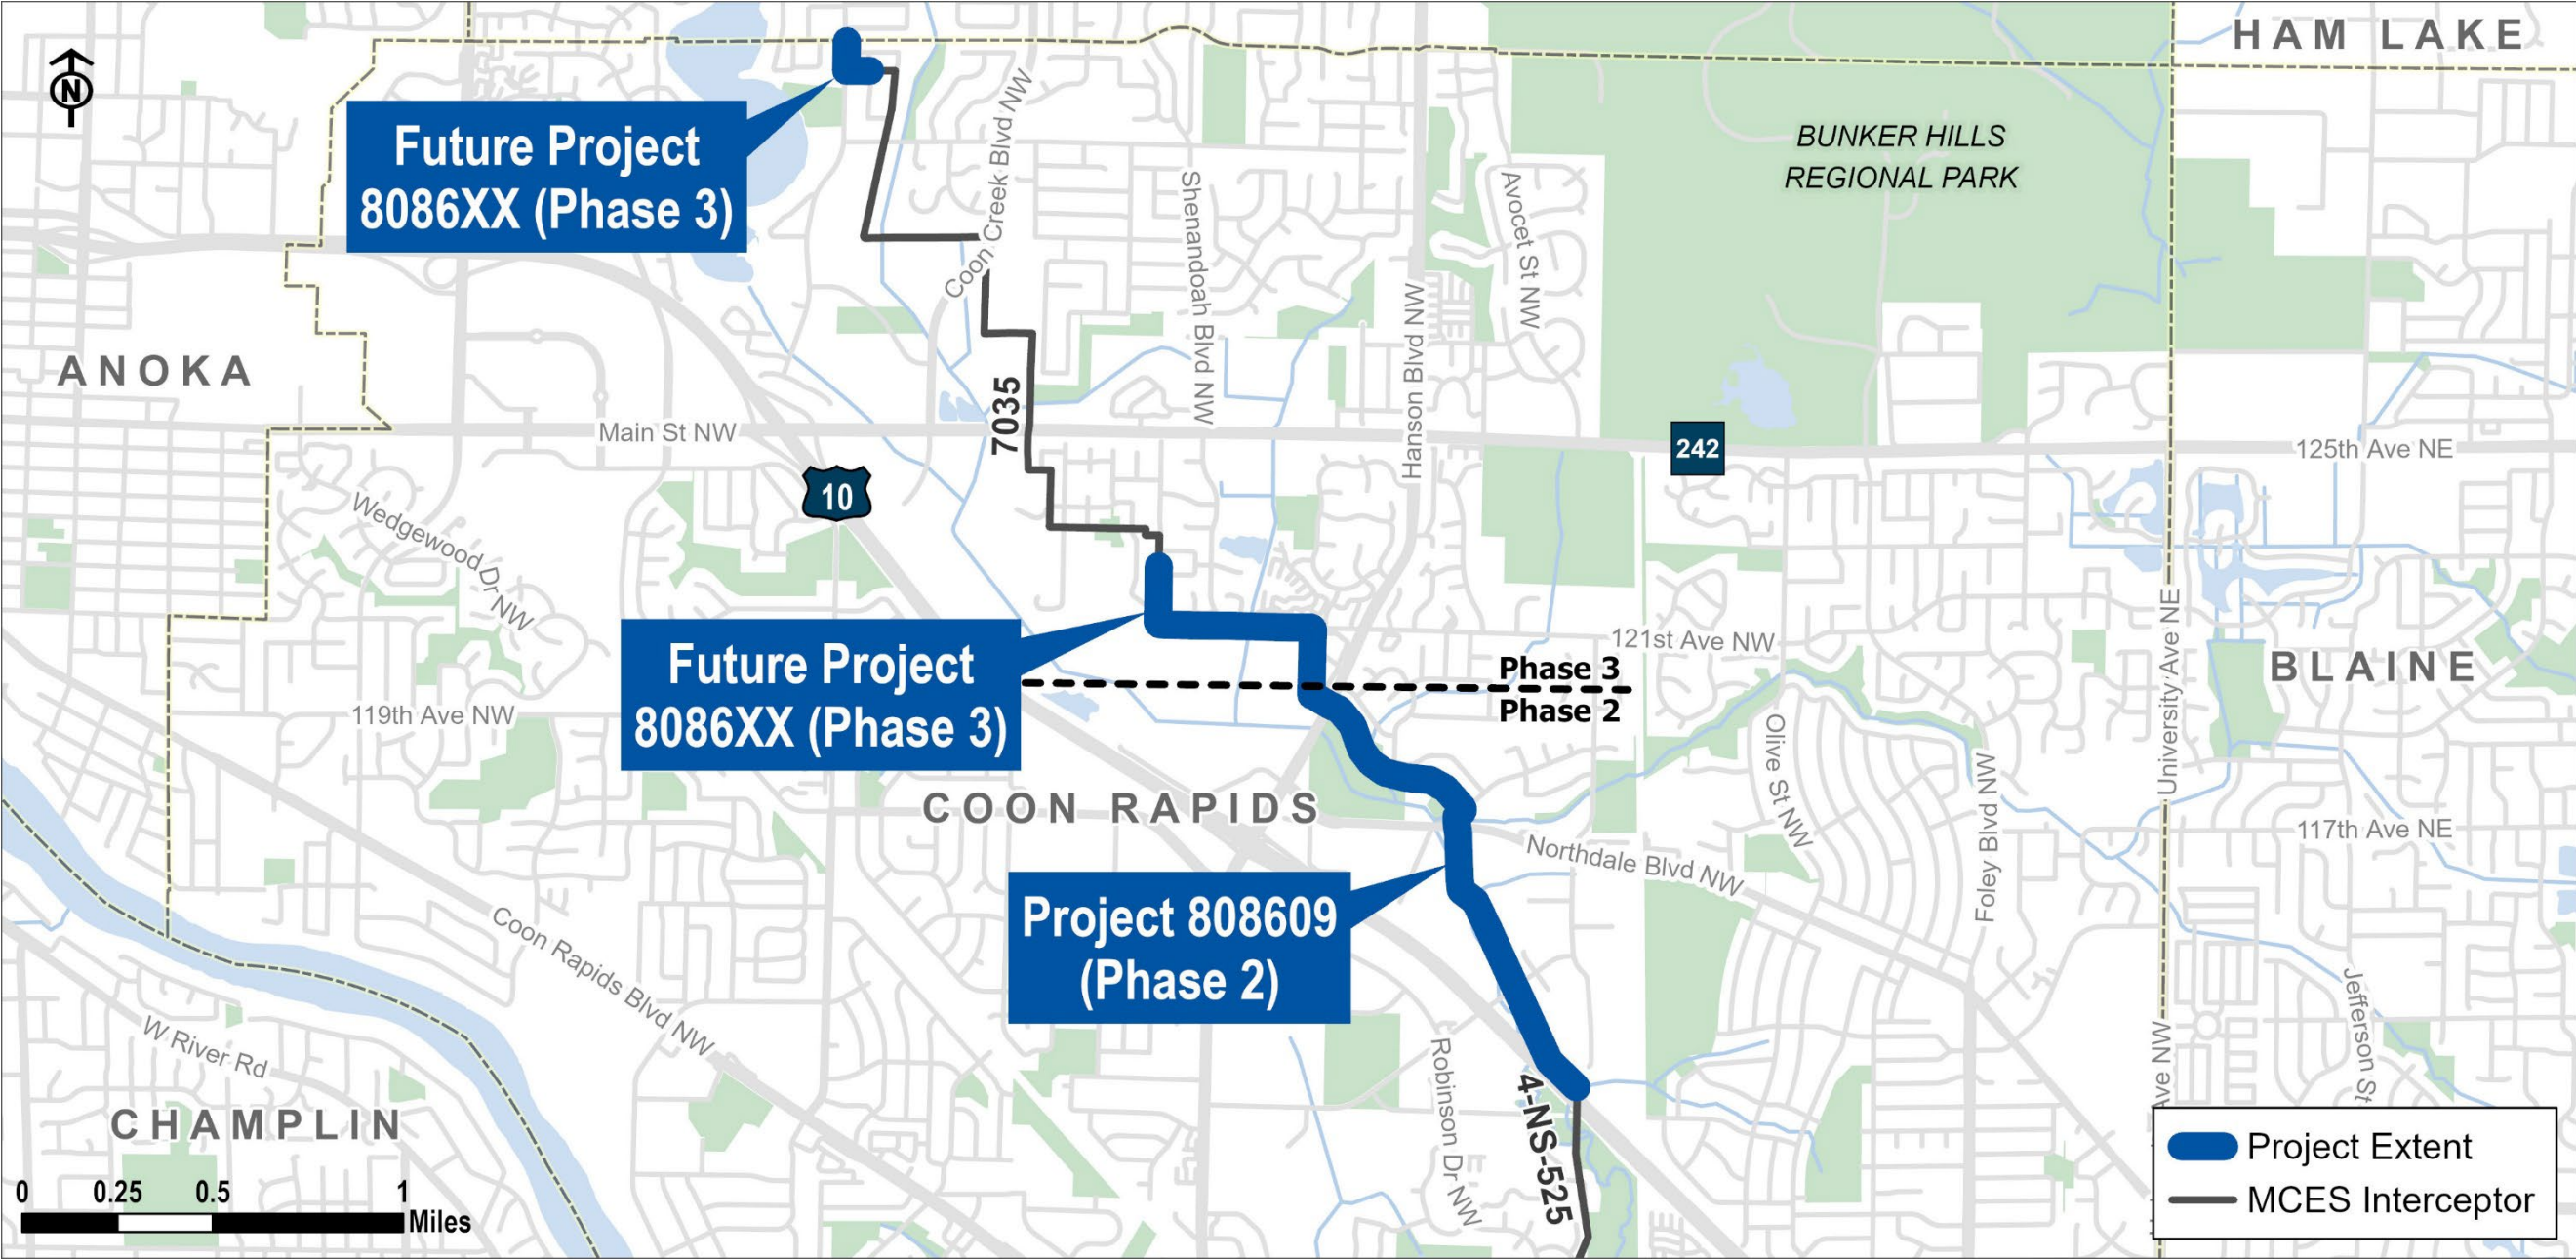 N
HAM LAKE
BUNKER HILLS
REGIONAL PARK
Future Project
8086XX (Phase 3)
Coon Creek Blvd NW
Shenandoah Blvd NW
Avocet St NW
Hanson Blvd NW
ANOKA
7035
Main St NW
242
125th Ave NE
10
Wedgewood Dr NW
University Ave NE
121st Ave NW
BLAINE
Future Project
8086XX (Phase 3)
Phase 3
Phase 2
119th Ave NW
Olive St NW
Foley Blvd NW
COON RAPIDS
117th Ave NE
Northdale Blvd NW
Project 808609
(Phase 2)
Coon Rapids Blvd NW
Jefferson St
W River Rd
Robinson Dr NW
4-NS-525
Ave NW
CHAMPLIN
0 0.25 0.5 1
Miles
Project Extent
MCES Interceptor